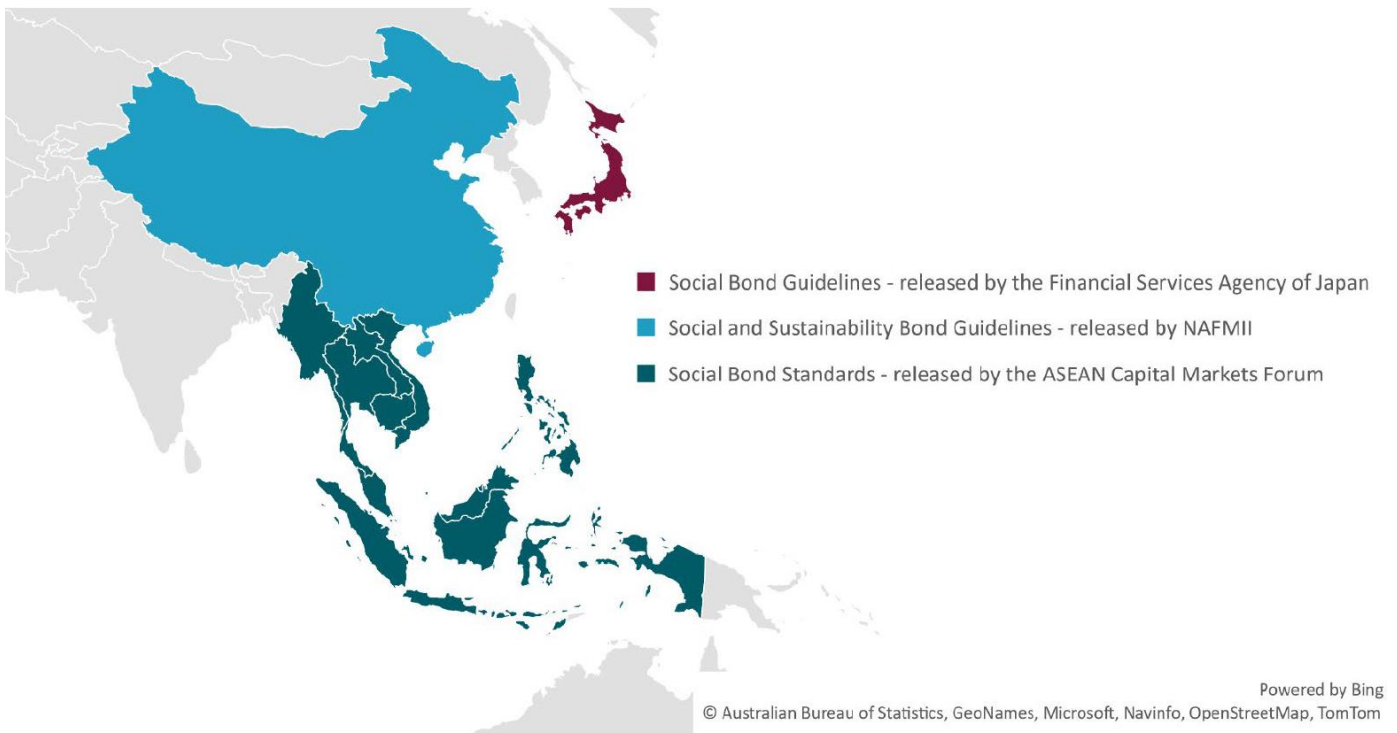 Social Bond Guidelines - released by the Financial Services Agency of Japan
Social and Sustainability Bond Guidelines - released by NAFMII
Social Bond Standards - released by the ASEAN Capital Markets Forum
Powered by Bing
© Australian Bureau of Statistics, GeoNames, Microsoft, Navinfo, OpenStreetMap, TomTom